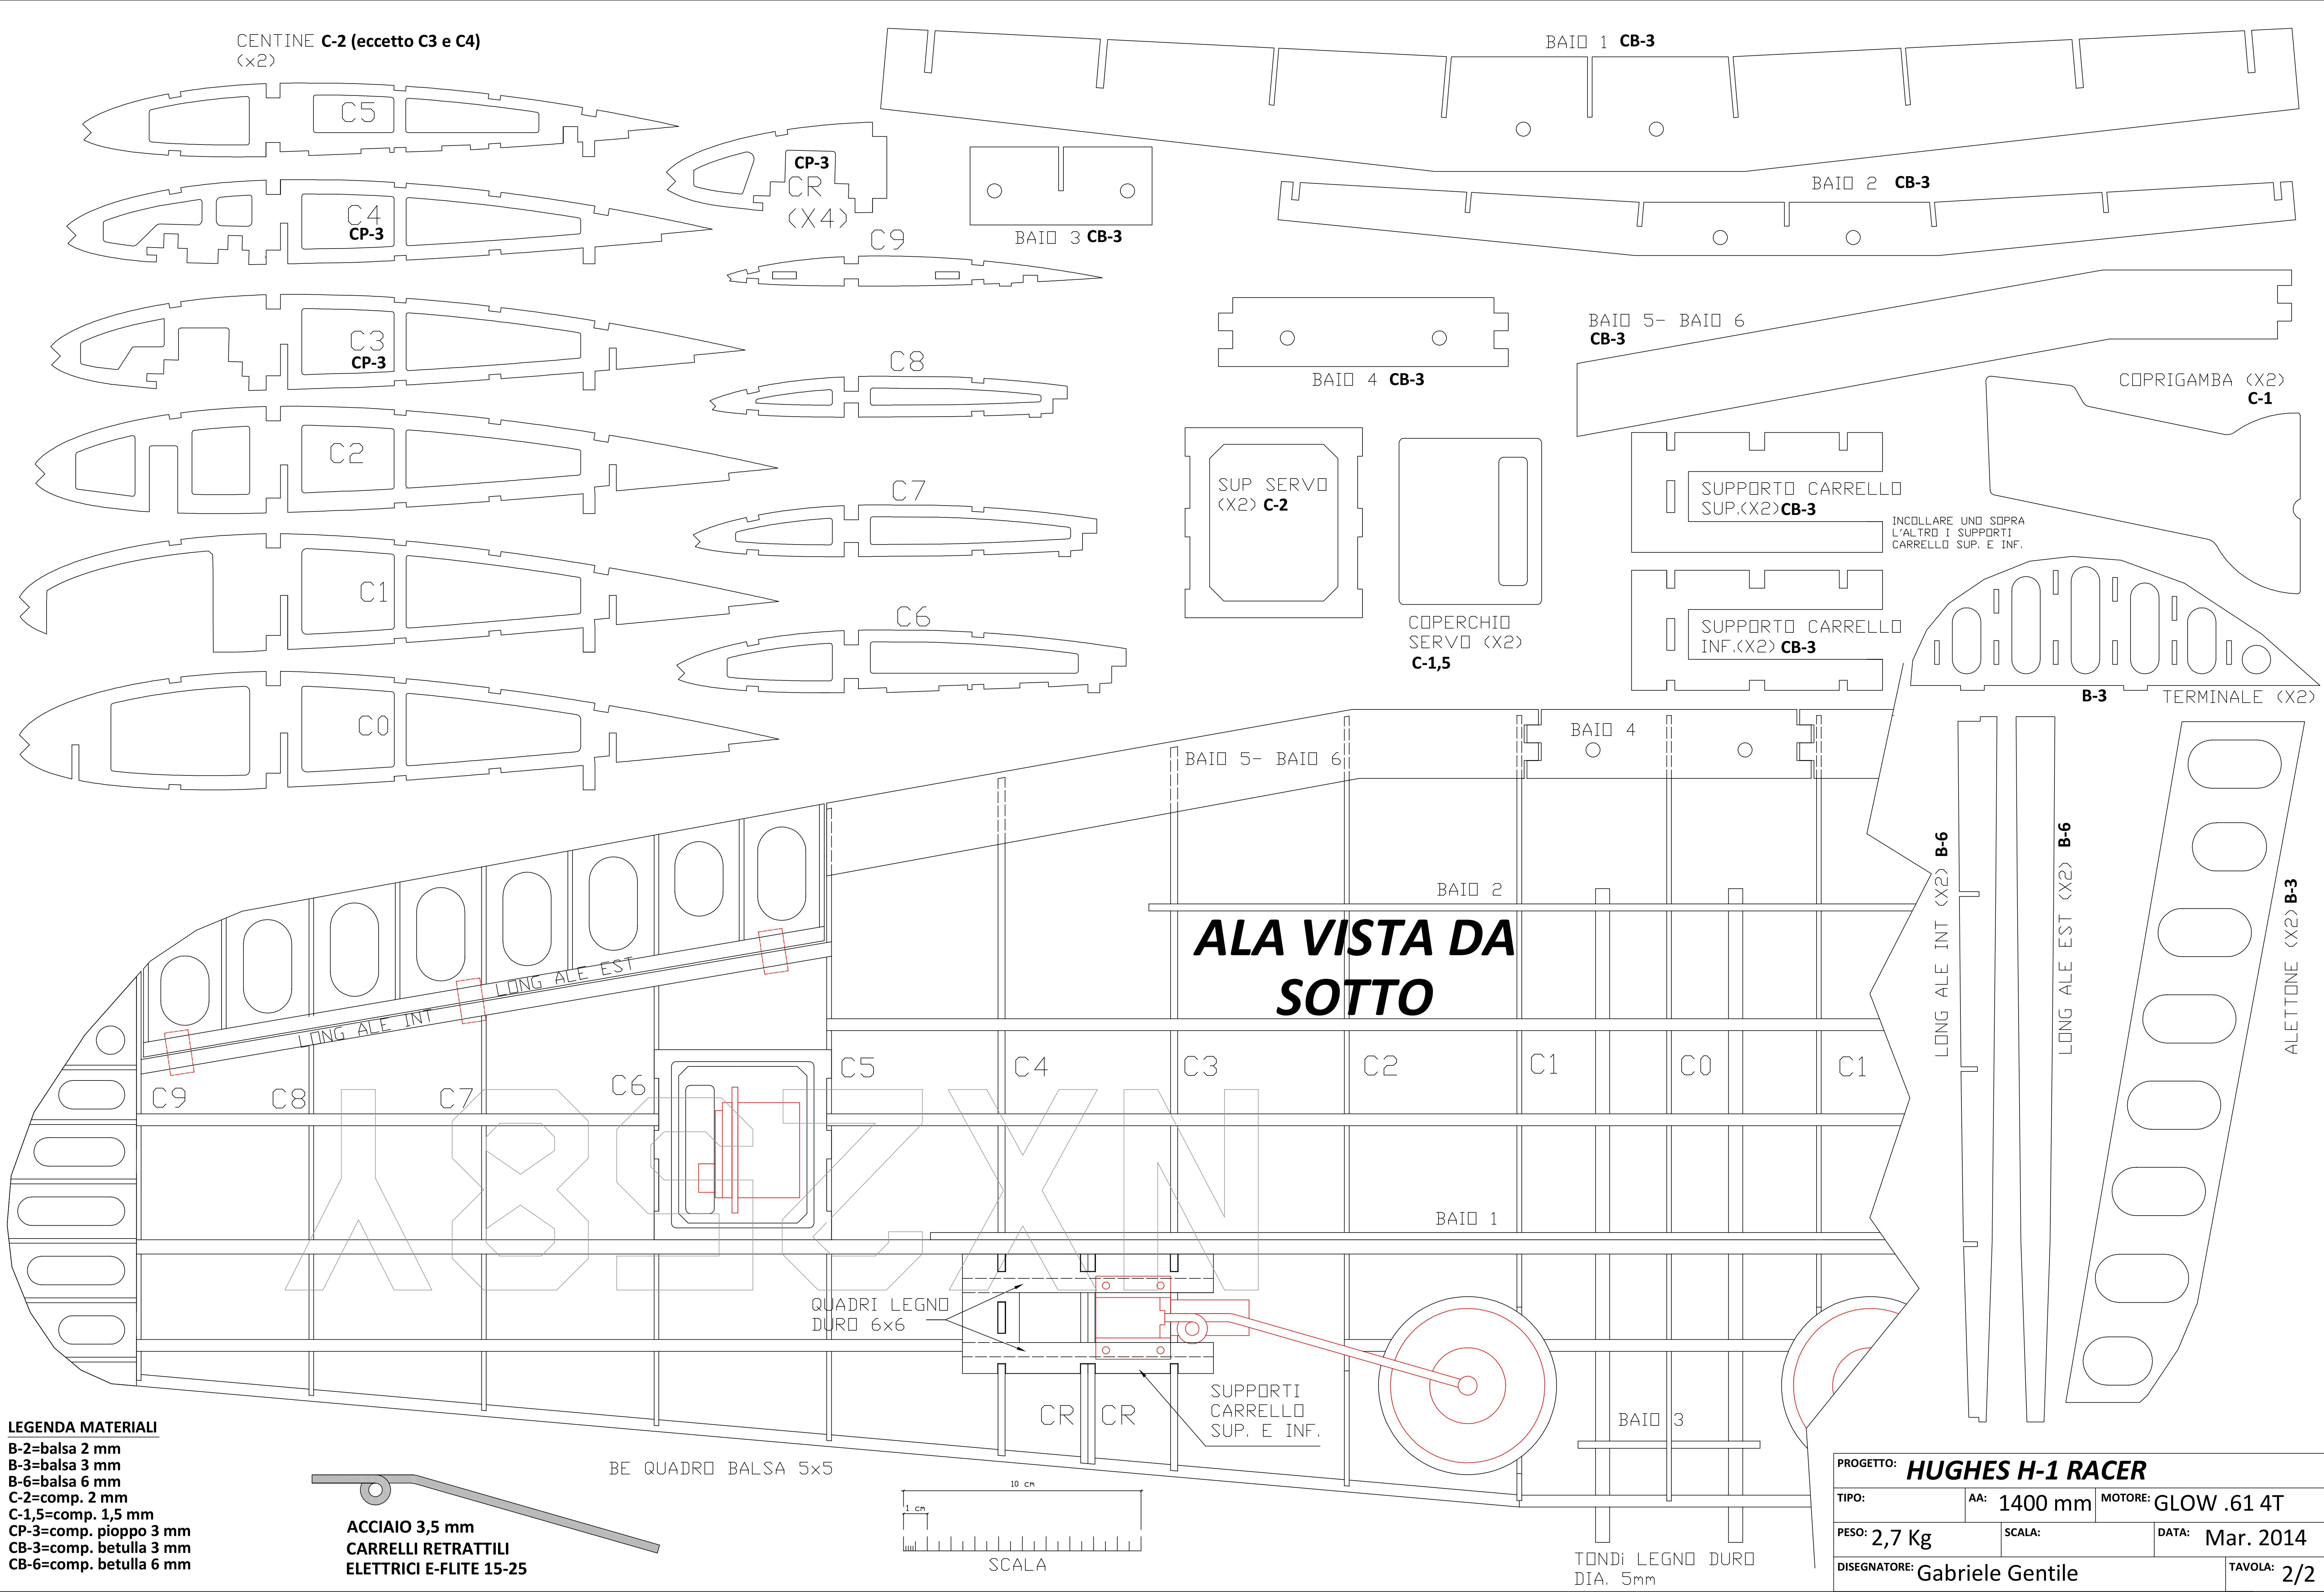 CENTINE C-2 (eccetto C3 e C4)
(x2)
C5
C4
CP-3
C3
CP-3
C2
C1
C0
CP-3
CR
(X4)
C9
C8
C7
C6
BAIO 1 CB-3
BAIO 2 CB-3
BAIO 3 CB-3
BAIO 4 CB-3
BAIO 5- BAIO 6
CB-3
COPRIGAMBA (X2)
C-1
SUP SERVO
(X2) C-2
COPERCHIO
SERVO (X2)
C-1,5
SUPPORTO CARRELLO
SUP.(X2) CB-3
INCOLLARE UNO SOPRA
L'ALTRO I SUPPORTI
CARRELLO SUP. E INF.
SUPPORTO CARRELLO
INF.(X2) CB-3
B-3
TERMINALE (X2)
LONG ALE INT (X2) B-6
LONG ALE EST (X2) B-6
ALETTONE (X2) B-3
BAIO 4
BAIO 5- BAIO 6
BAIO 2
ALA VISTA DA
SOTTO
LONG ALE EST
LONG ALE INT
C9
C8
C7
C6
C5
C4
C3
C2
C1
C0
C1
NX258Y
BAIO 1
QUADRI LEGNO
DURO 6x6
SUPPORTI
CARRELLO
SUP. E INF.
CR
CR
BAIO 3
BE QUADRO BALSA 5x5
10 cm
1 cm
SCALA
TONDi LEGNO DURO
DIA. 5mm
LEGENDA MATERIALI
B-2=balsa 2 mm
B-3=balsa 3 mm
B-6=balsa 6 mm
C-2=comp. 2 mm
C-1,5=comp. 1,5 mm
CP-3=comp. pioppo 3 mm
CB-3=comp. betulla 3 mm
CB-6=comp. betulla 6 mm
ACCIAIO 3,5 mm
CARRELLI RETRATTILI
ELETTRICI E-FLITE 15-25
PROGETTO: HUGHES H-1 RACER
TIPO:
AA: 1400 mm
MOTORE: GLOW .61 4T
PESO: 2,7 Kg
SCALA:
DATA: Mar. 2014
DISEGNATORE: Gabriele Gentile
TAVOLA: 2/2